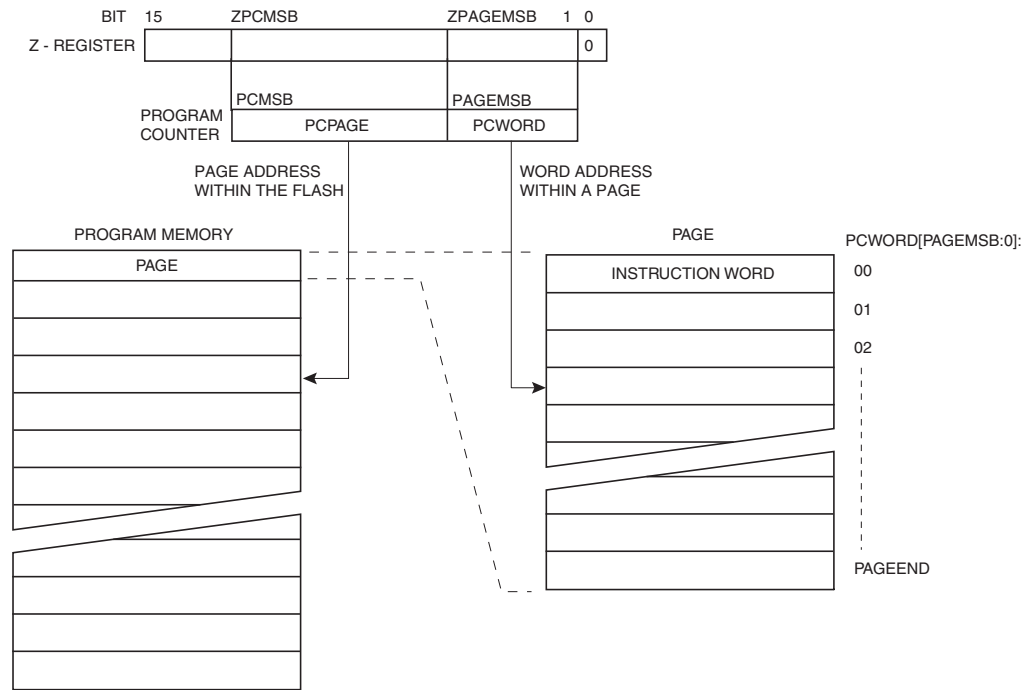 BIT 15 ZPCMSB ZPAGEMSB 1 0
Z - REGISTER 0
PCMSB PAGEMSB
PROGRAM
COUNTER
PCPAGE PCWORD
PAGE ADDRESS
WITHIN THE FLASH
WORD ADDRESS
WITHIN A PAGE
PROGRAM MEMORY
PAGE
PAGE
PCWORD[PAGEMSB:0]:
INSTRUCTION WORD
00
01
02
PAGEEND